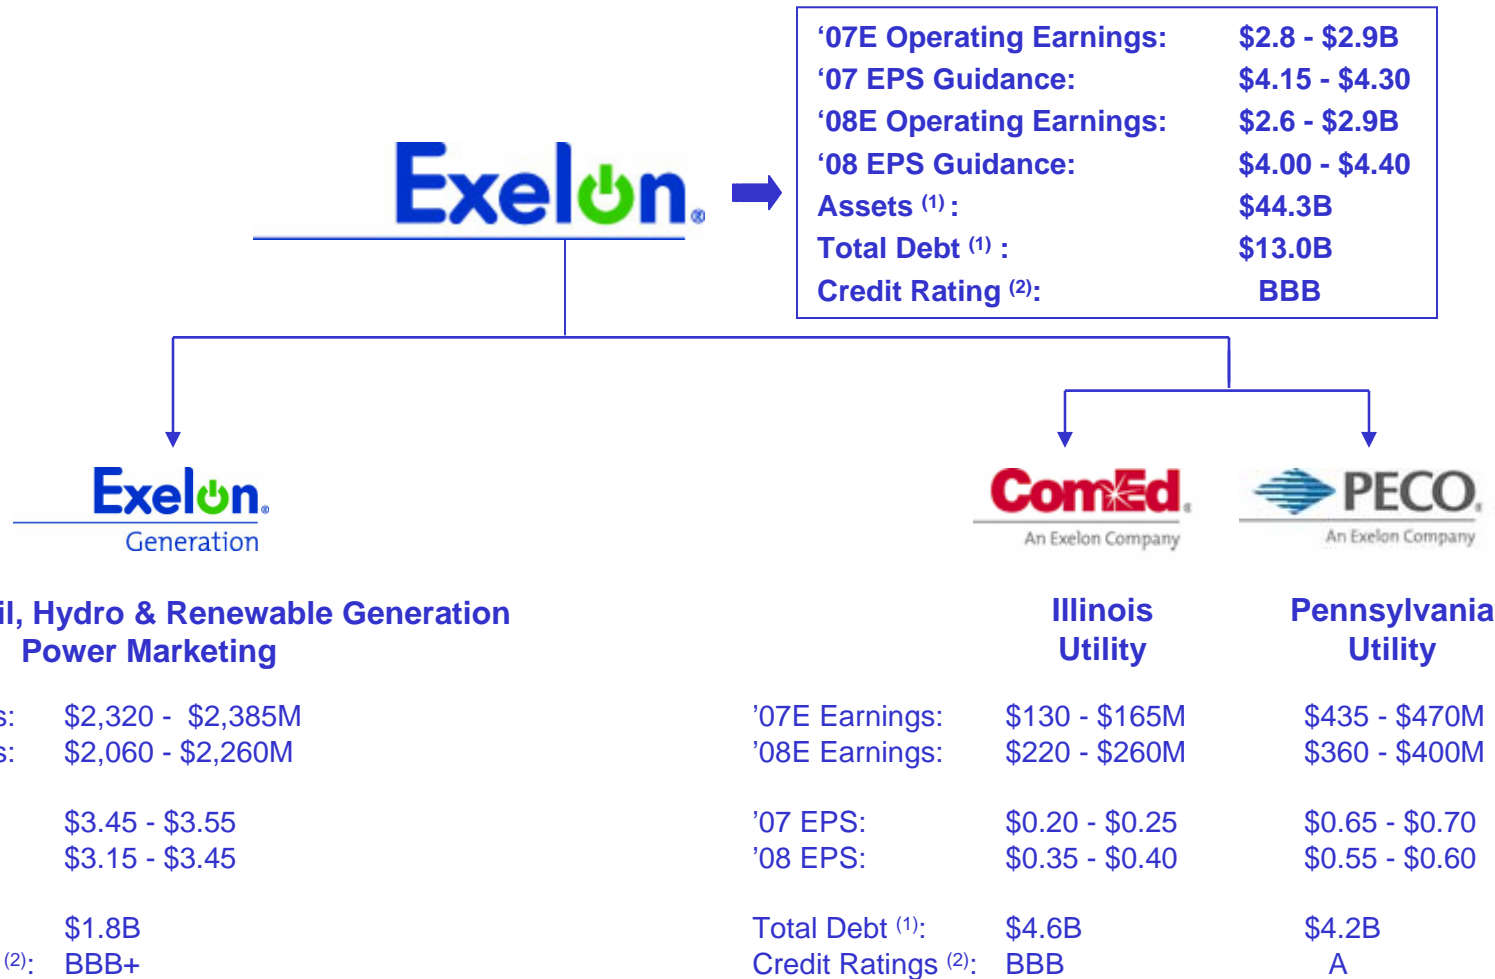 ‘07E Operating Earnings: $2.8 - $2.9B
‘07 EPS Guidance: $4.15 - $4.30
‘08E Operating Earnings: $2.6 - $2.9B
‘08 EPS Guidance: $4.00 - $4.40
Assets (1) : $44.3B
Total Debt (1) : $13.0B
Credit Rating (2): BBB
Exelon®
Exelon®
Generation
ComEd®
An Exelon Company
PECO®
An Exelon Company
il, Hydro & Renewable Generation
Power Marketing
Illinois
Utility
Pennsylvania
Utility
s: $2,320 - $2,385M
s: $2,060 - $2,260M
$3.45 - $3.55
$3.15 - $3.45
$1.8B
(2): BBB+
’07E Earnings: $130 - $165M $435 - $470M
’08E Earnings: $220 - $260M $360 - $400M
’07 EPS: $0.20 - $0.25 $0.65 - $0.70
’08 EPS: $0.35 - $0.40 $0.55 - $0.60
Total Debt (1): $4.6B $4.2B
Credit Ratings (2): BBB A